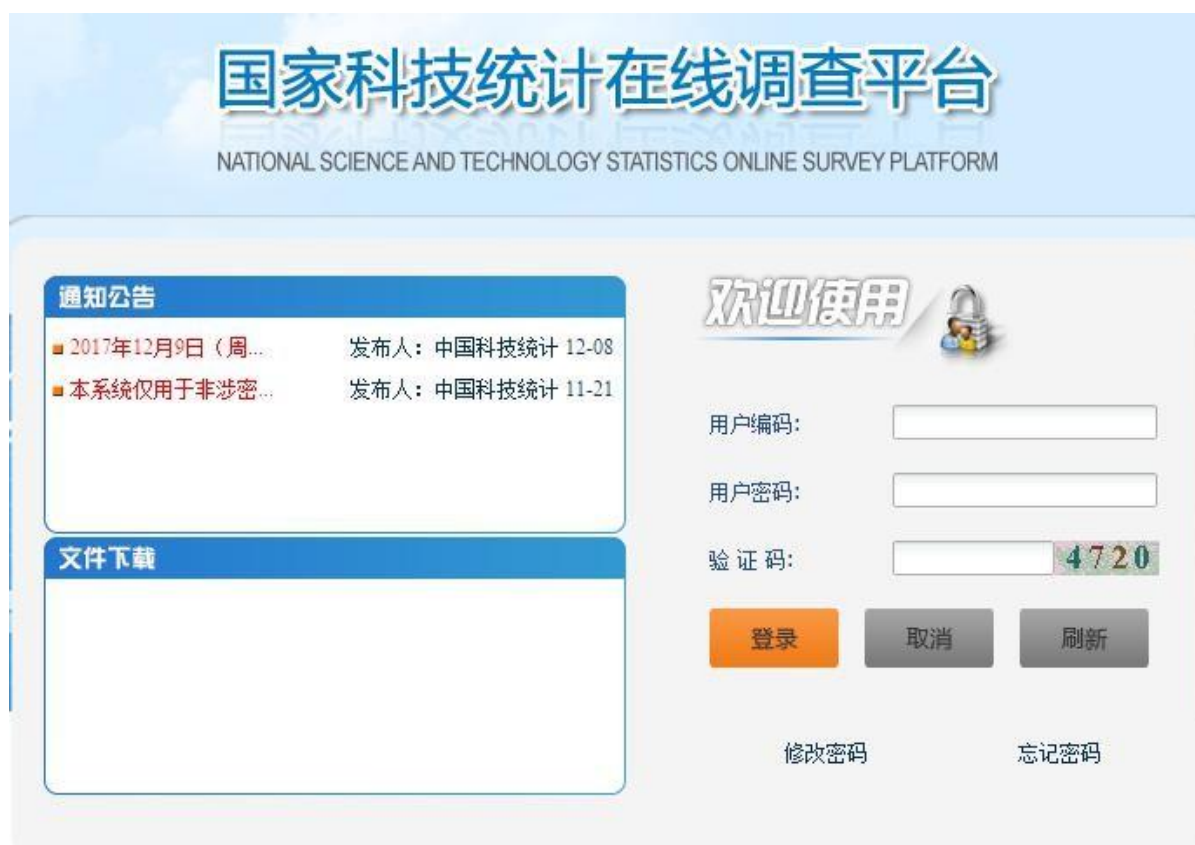 国家科技统计在线调查平台
NATIONAL SCIENCE AND TECHNOLOGY STATISTICS ONLINE SURVEY PLATFORM
通知公告
2017年12月9日（周... 发布人：中国科技统计 12-08
本系统仅用于非涉密... 发布人：中国科技统计 11-21
文件下载
欢迎使用
用户编码:
用户密码:
验 证 码: 4720
登录 取消 刷新
修改密码 忘记密码